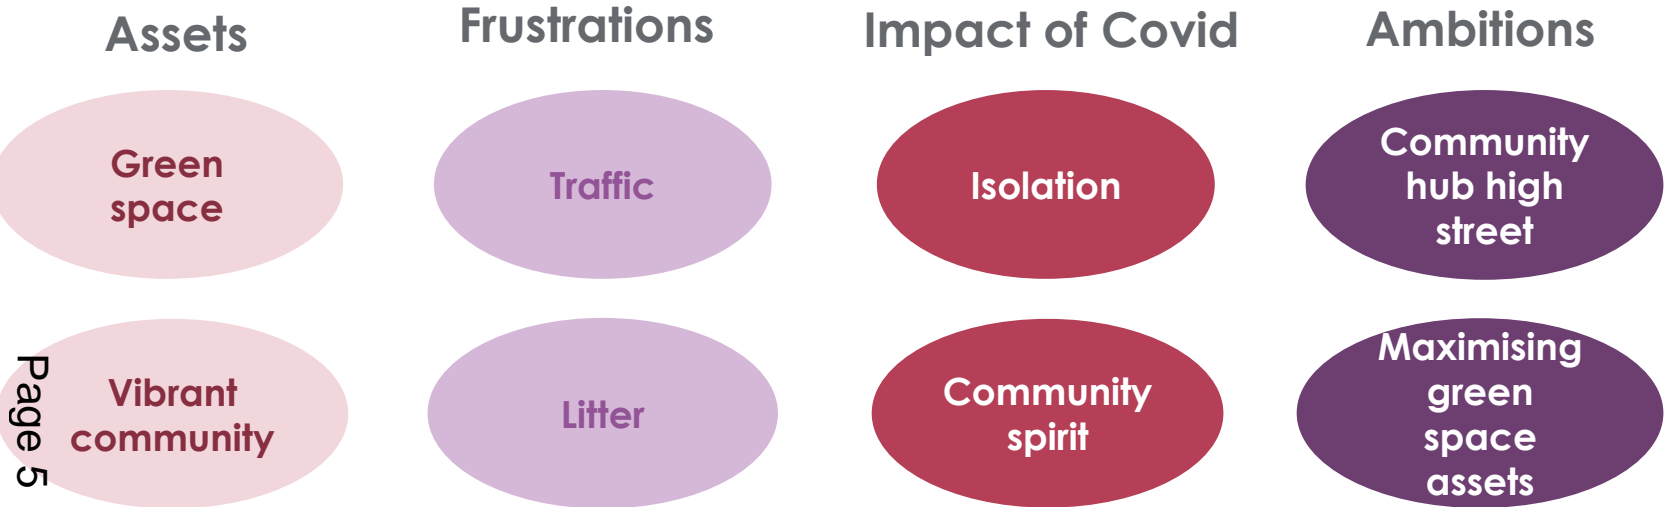 Assets
Frustrations
Impact of Covid
Ambitions
Green
space
Traffic
Isolation
Community
hub high
street
Vibrant
community
Litter
Community
spirit
Maximising
green
space
assets
Page 5